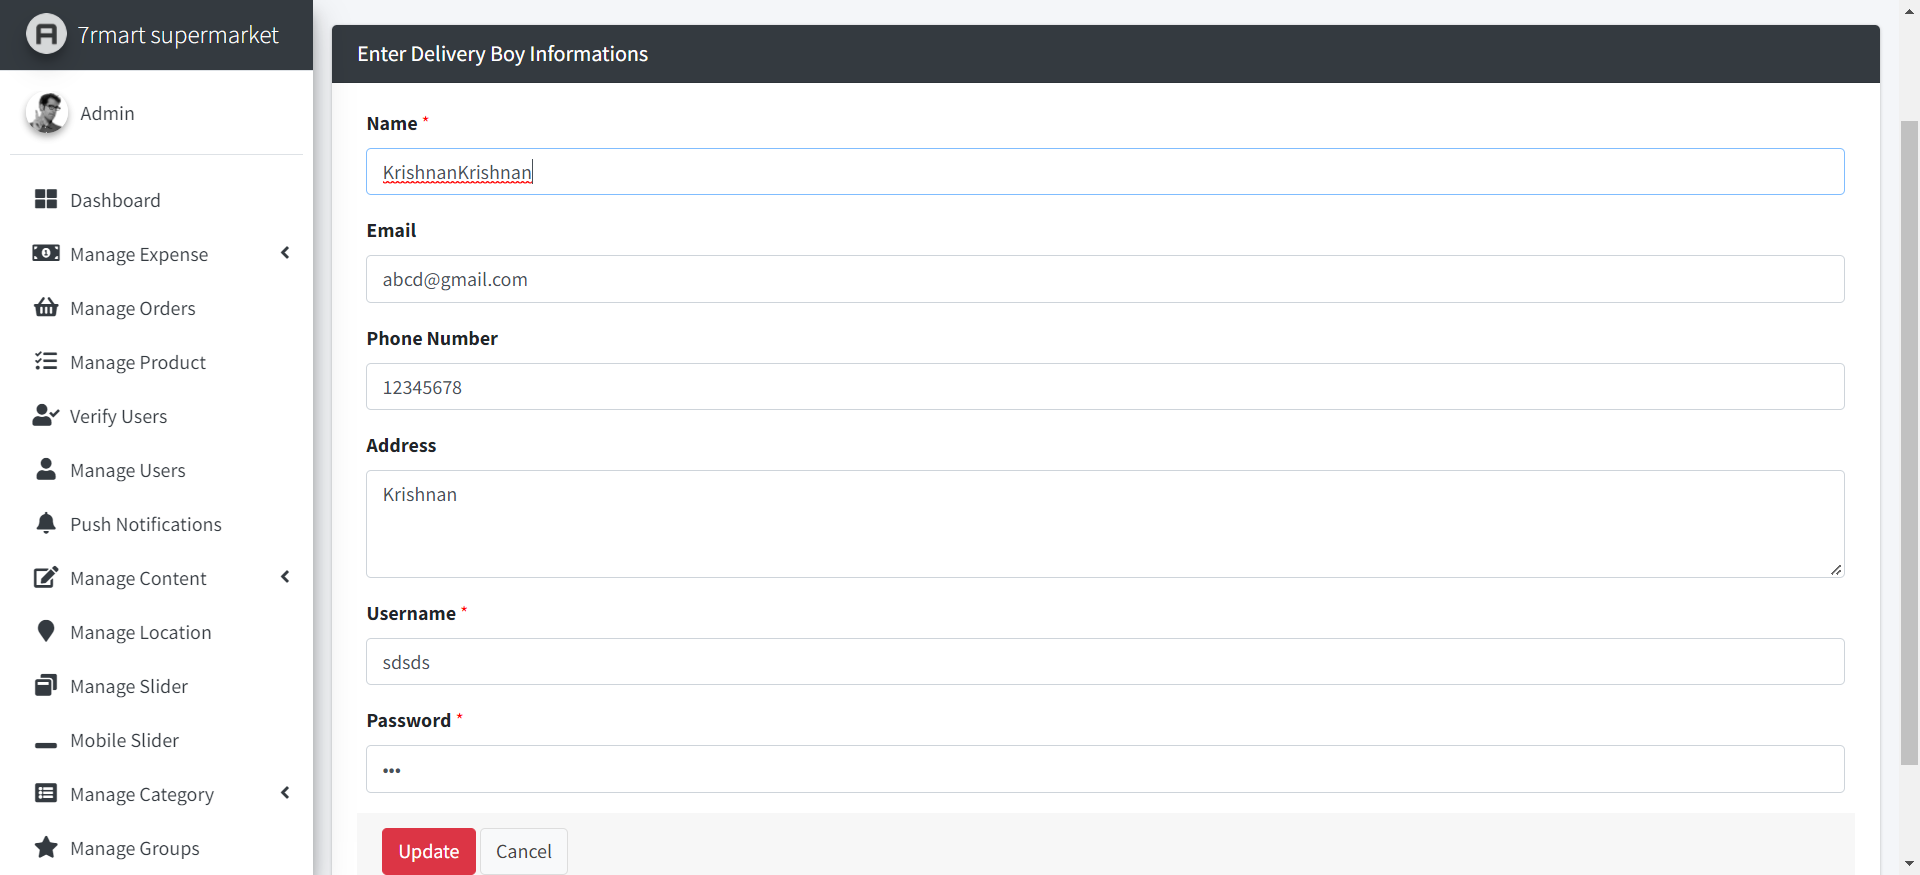 7rmart supermarket
Admin
Dashboard
Manage Expense
Manage Orders
Manage Product
Verify Users
Manage Users
Push Notifications
Manage Content
Manage Location
Manage Slider
Mobile Slider
Manage Category
Manage Groups
Enter Delivery Boy Informations
Name *
KrishnanKrishnan
Email
abcd@gmail.com
Phone Number
12345678
Address
Krishnan
Username *
sdsds
Password *
•••
Update Cancel